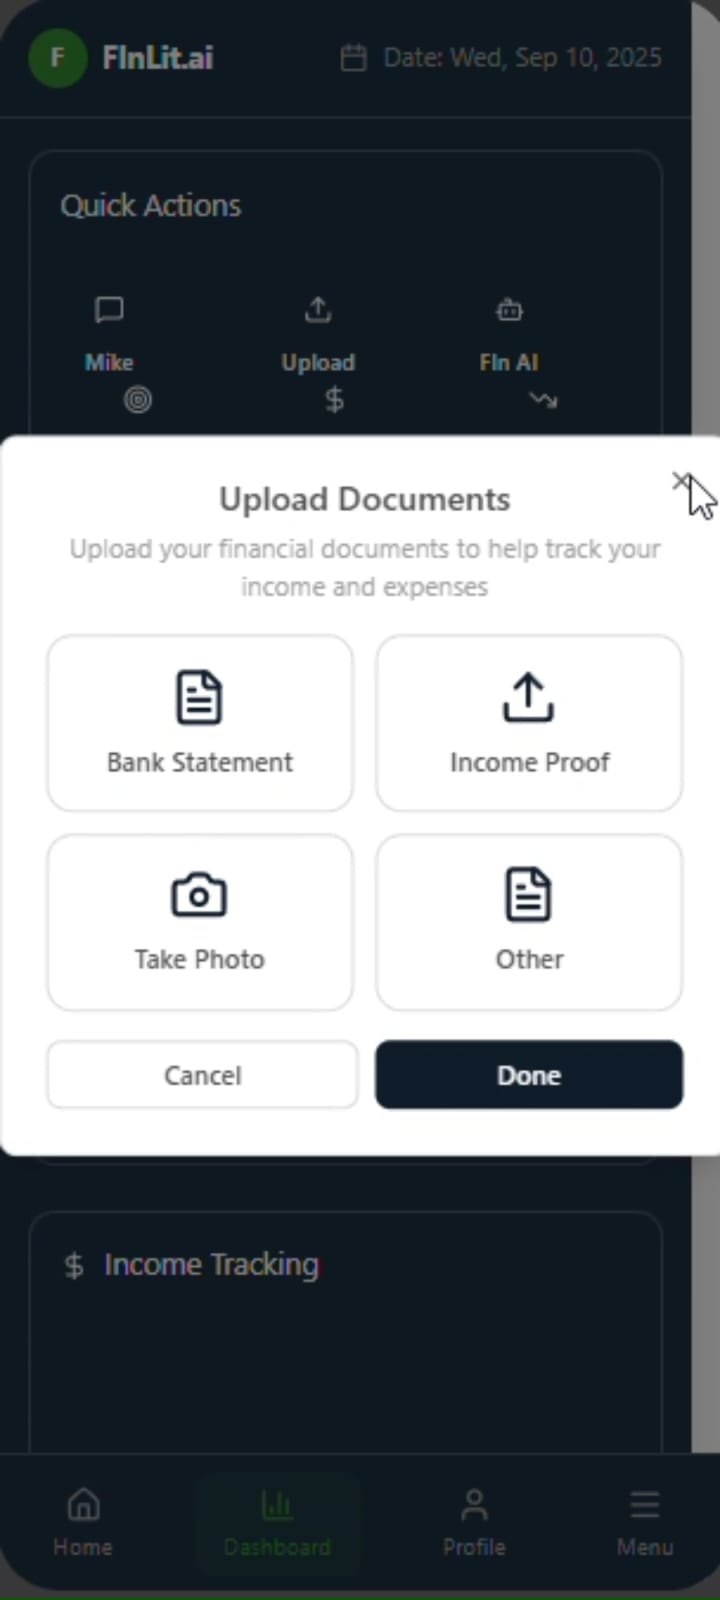 F FInLit.ai Date: Wed, Sep 10, 2025
Quick Actions
Mike Upload FIn AI
Upload Documents
Upload your financial documents to help track your
income and expenses
Bank Statement Income Proof
Take Photo Other
Cancel Done
$ Income Tracking
Home Dashboard Profile Menu